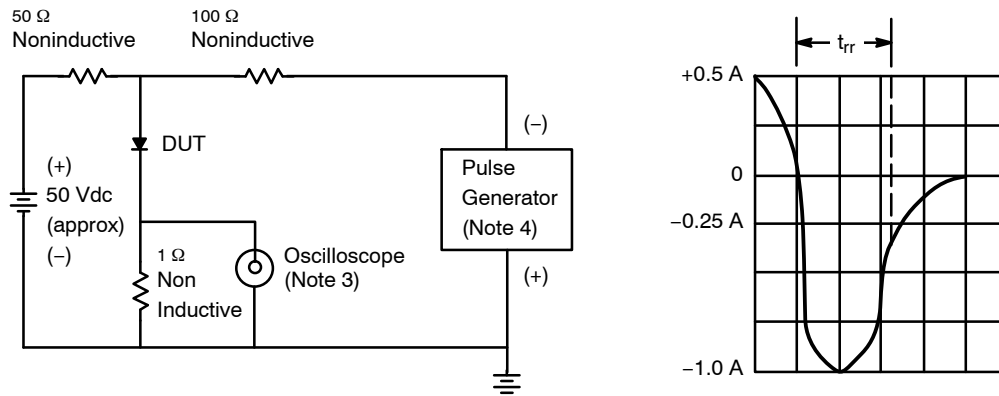 50 Ω
Noninductive
100 Ω
Noninductive
DUT
(+)
50 Vdc
(approx)
(−)
1 Ω
Non
Inductive
Oscilloscope
(Note 3)
(−)
Pulse
Generator
(Note 4)
(+)
trr
+0.5 A
0
−0.25 A
−1.0 A